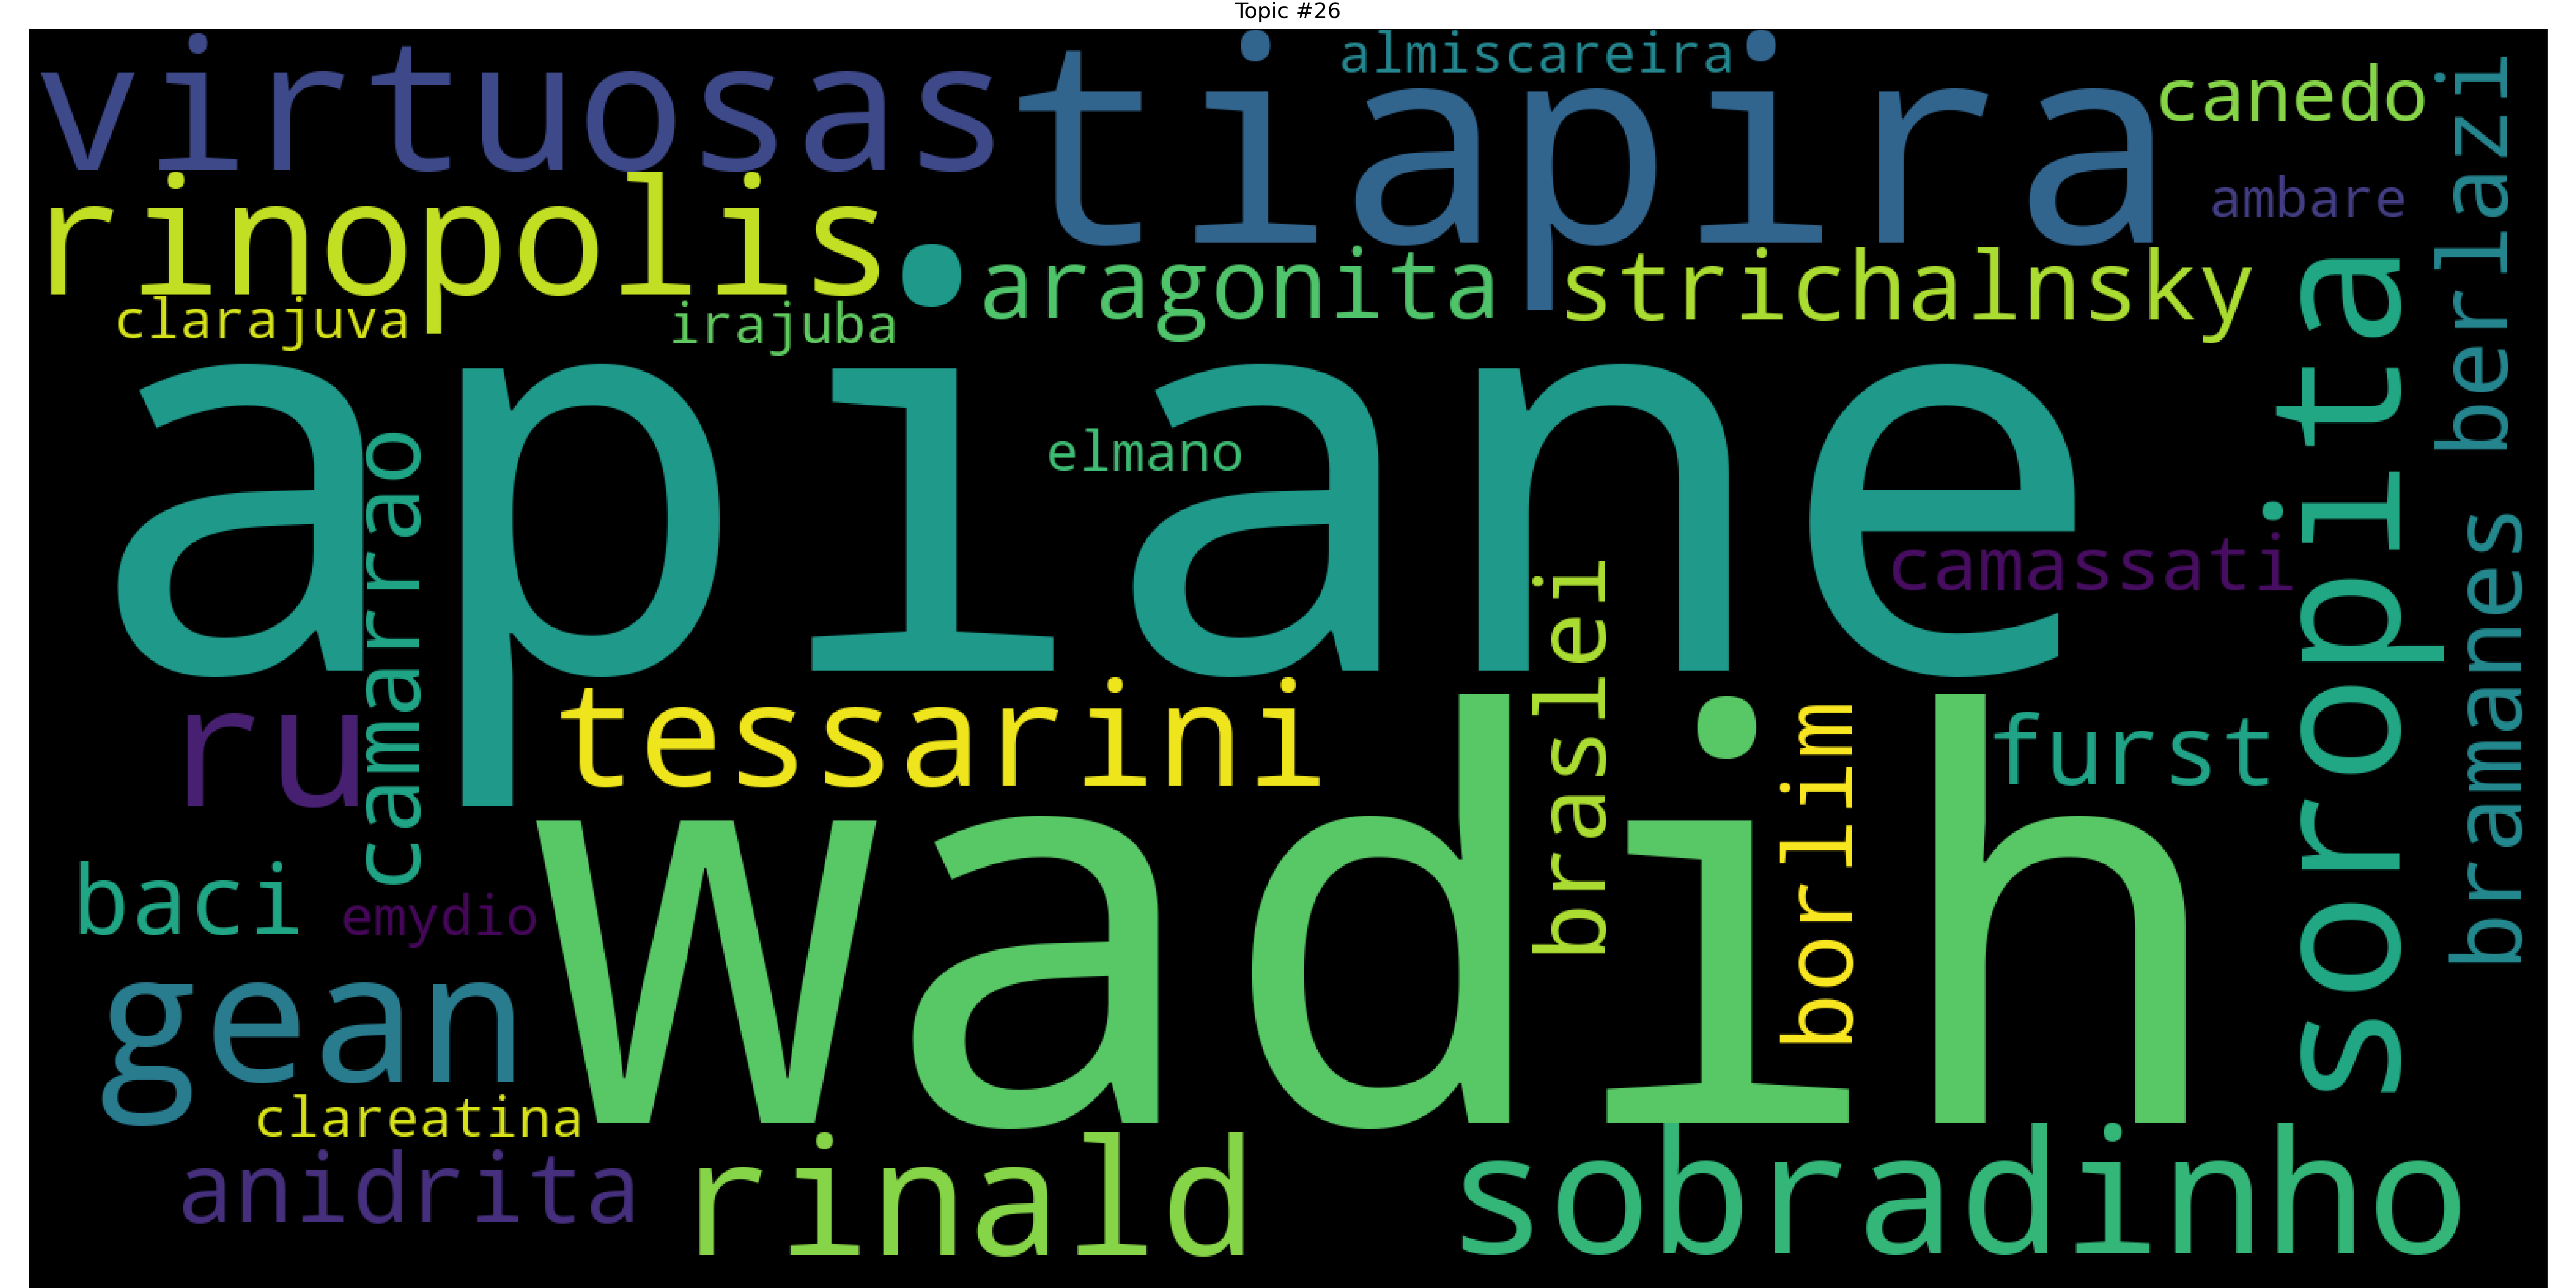 Topic #26
virtuosas
tiapira
almiscareira
canedo
berlazi
ambare
rinopolis
aragonita
strichalnsky
clarajuva
irajuba
apiane
soropita
camarrao
elmano
camassati
bramanes
braslei
ru
tessarini
borlim
furst
wadih
baci
emydio
gean
clareatina
anidrita
rinald
sobradinho